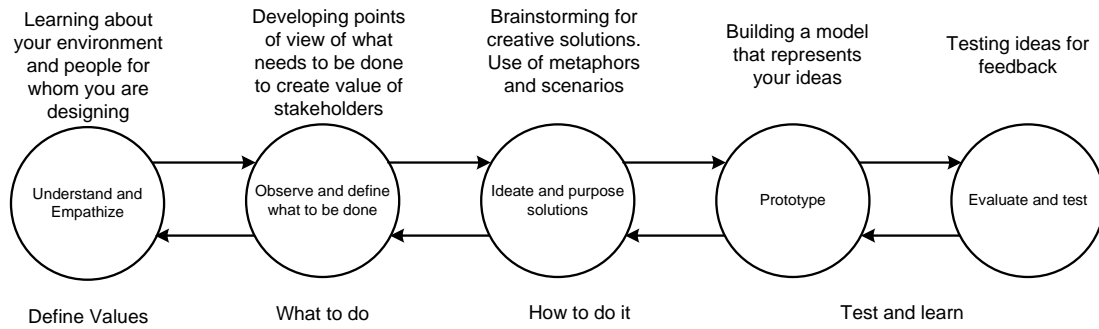 Learning about
your environment
and people for
whom you are
designing
Developing points
of view of what
needs to be done
to create value of
stakeholders
Brainstorming for
creative solutions.
Use of metaphors
and scenarios
Building a model
that represents
your ideas
Testing ideas for
feedback
Understand and
Empathize
Observe and define
what to be done
Ideate and purpose
solutions
Prototype
Evaluate and test
Define Values
What to do
How to do it
Test and learn